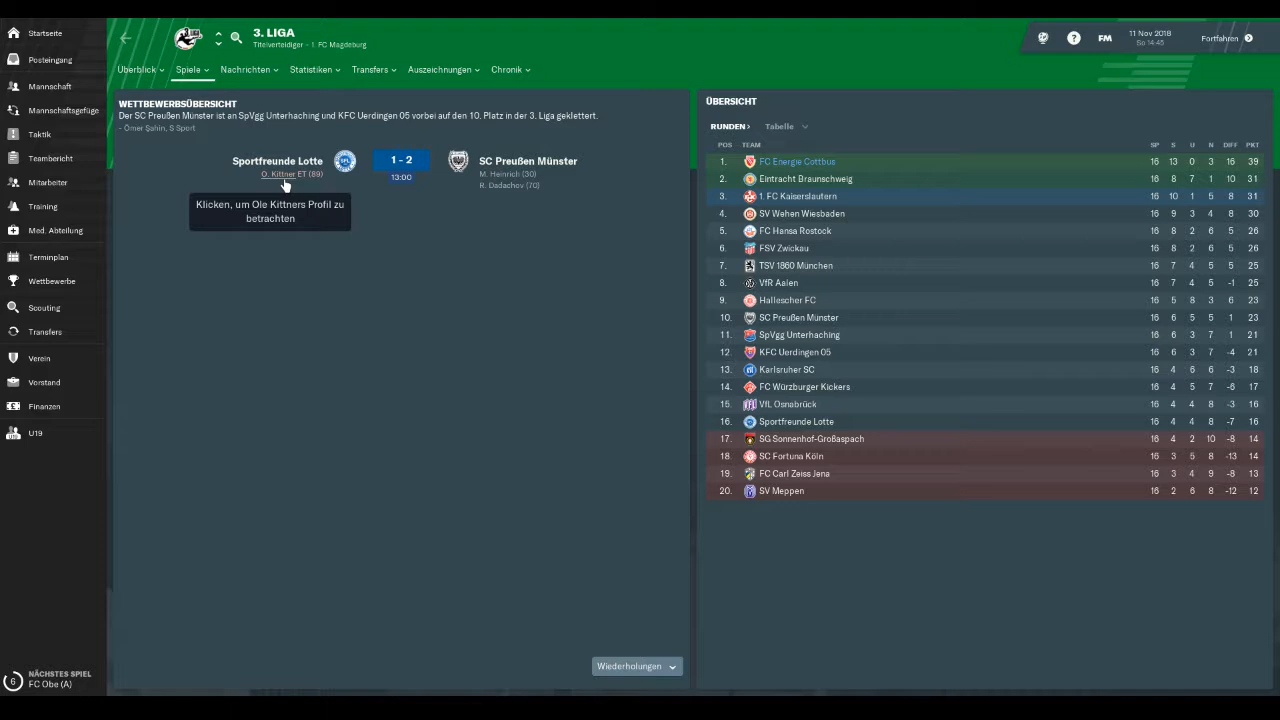 3. LIGA
Titelverteidiger - 1. FC Magdeburg
11 Nov 2018
So 14:45
FM
Fortfahren
Startseite
Posteingang
Mannschaft
Mannschaftsgefüge
Taktik
Teambericht
Mitarbeiter
Training
Med. Abteilung
Terminplan
Wettbewerbe
Scouting
Transfers
Verein
Vorstand
Finanzen
U19
6 NÄCHSTES SPIEL
FC Obe (A)
Überblick Spiele Nachrichten Statistiken Transfers Auszeichnungen Chronik
WETTBEWERBSÜBERSICHT
Der SC Preußen Münster ist an SpVgg Unterhaching und KFC Uerdingen 05 vorbei auf den 10. Platz in der 3. Liga geklettert.
- Ömer Şahin, S Sport
Sportfreunde Lotte 1 - 2 SC Preußen Münster
O. Kittner ET (89) 13:00 M. Heinrich (30)
R. Dadachov (70)
Klicken, um Ole Kittners Profil zu
betrachten
Wiederholungen
ÜBERSICHT
RUNDEN> Tabelle
POS TEAM SP S U N DIFF PKT
1. FC Energie Cottbus 16 13 0 3 16 39
2. Eintracht Braunschweig 16 8 7 1 10 31
3. 1. FC Kaiserslautern 16 10 1 5 8 31
4. SV Wehen Wiesbaden 16 9 3 4 8 30
5. FC Hansa Rostock 16 8 2 6 5 26
6. FSV Zwickau 16 8 2 6 5 26
7. TSV 1860 München 16 7 4 5 5 25
8. VfR Aalen 16 7 4 5 -1 25
9. Hallescher FC 16 5 8 3 6 23
10. SC Preußen Münster 16 6 5 5 1 23
11. SpVgg Unterhaching 16 6 3 7 1 21
12. KFC Uerdingen 05 16 6 3 7 -4 21
13. Karlsruher SC 16 4 6 6 -3 18
14. FC Würzburger Kickers 16 4 5 7 -6 17
15. VfL Osnabrück 16 4 4 8 -3 16
16. Sportfreunde Lotte 16 4 4 8 -7 16
17. SG Sonnenhof-Großaspach 16 4 2 10 -8 14
18. SC Fortuna Köln 16 3 5 8 -13 14
19. FC Carl Zeiss Jena 16 3 4 9 -8 13
20. SV Meppen 16 2 6 8 -12 12